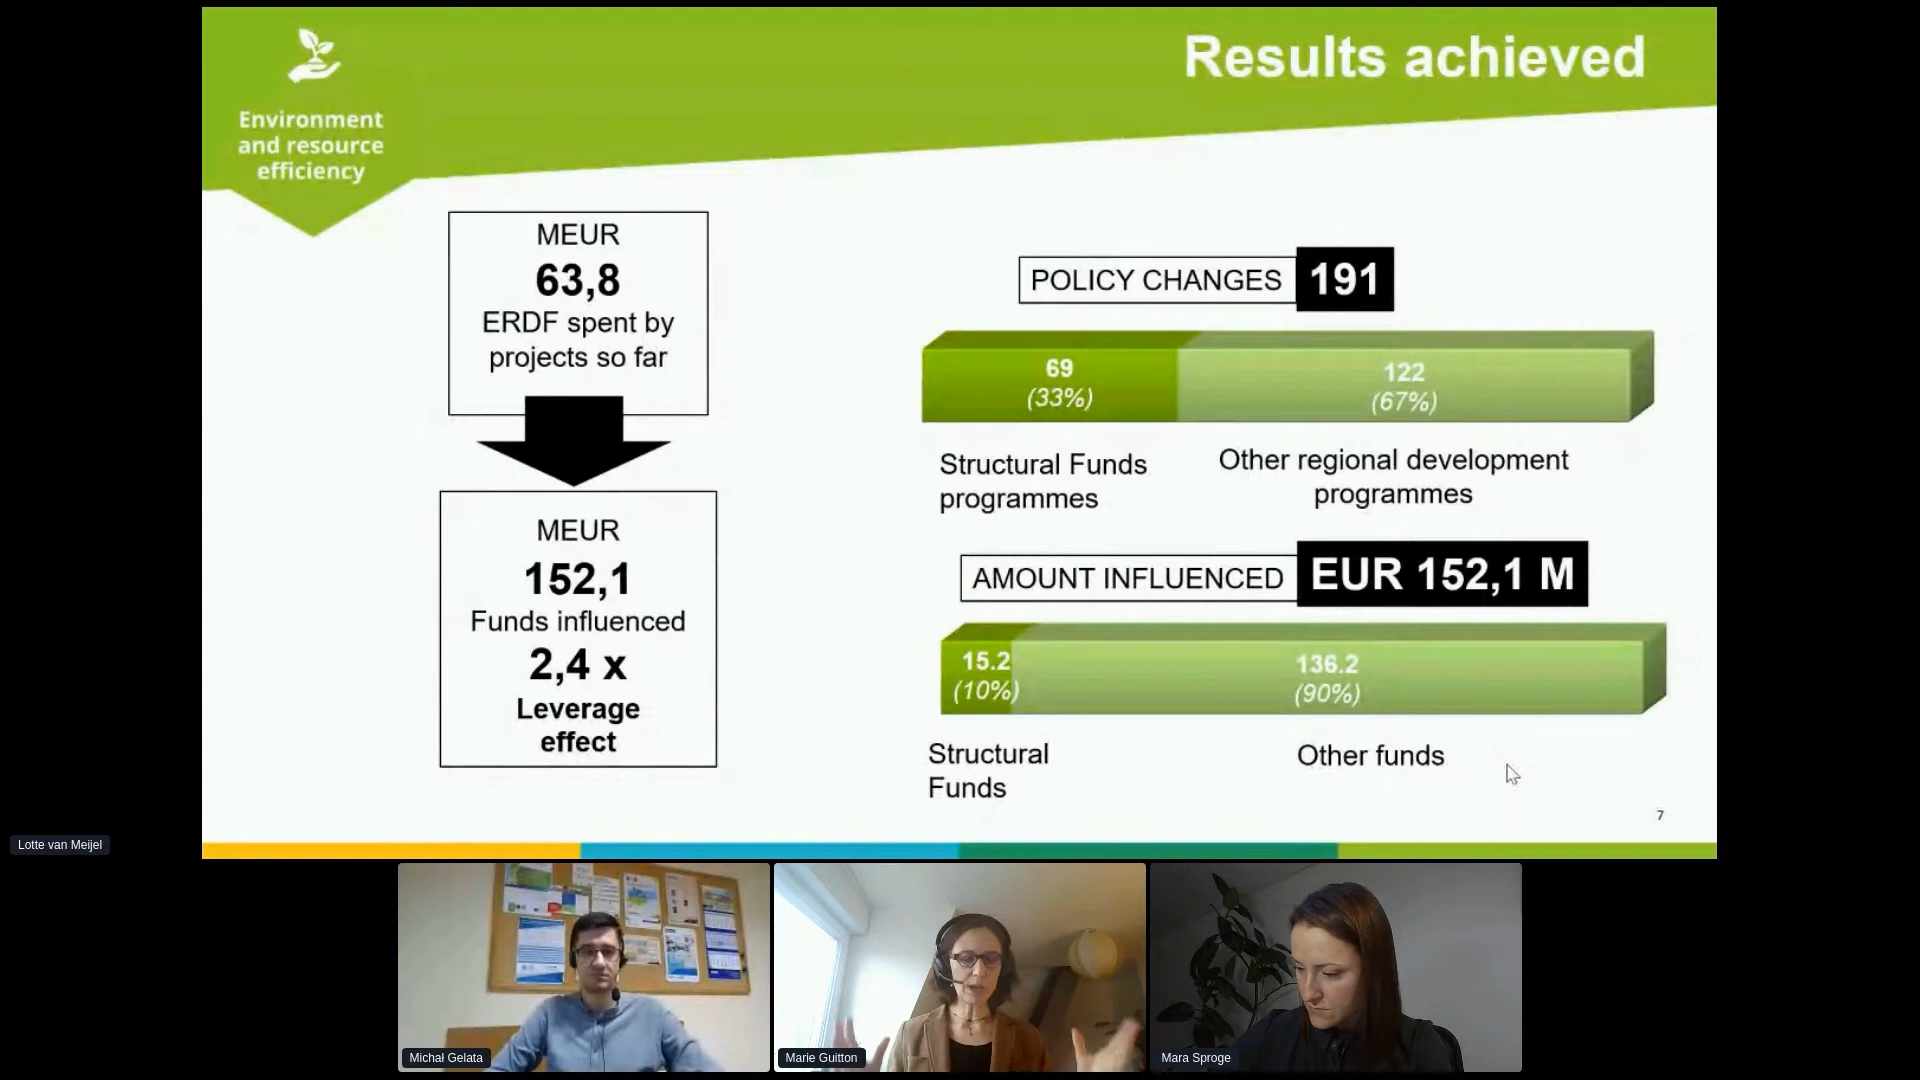 Results achieved
Environment
and resource
efficiency
MEUR
63,8
ERDF spent by
projects so far
MEUR
152,1
Funds influenced
2,4 x
Leverage
effect
POLICY CHANGES 191
69
(33%)
122
(67%)
Structural Funds
programmes
Other regional development
programmes
AMOUNT INFLUENCED EUR 152,1 M
15.2
(10%)
136.2
(90%)
Structural
Funds
Other funds
7
Lotte van Meijel
Michał Gelata
Marie Guitton
Mara Sproge